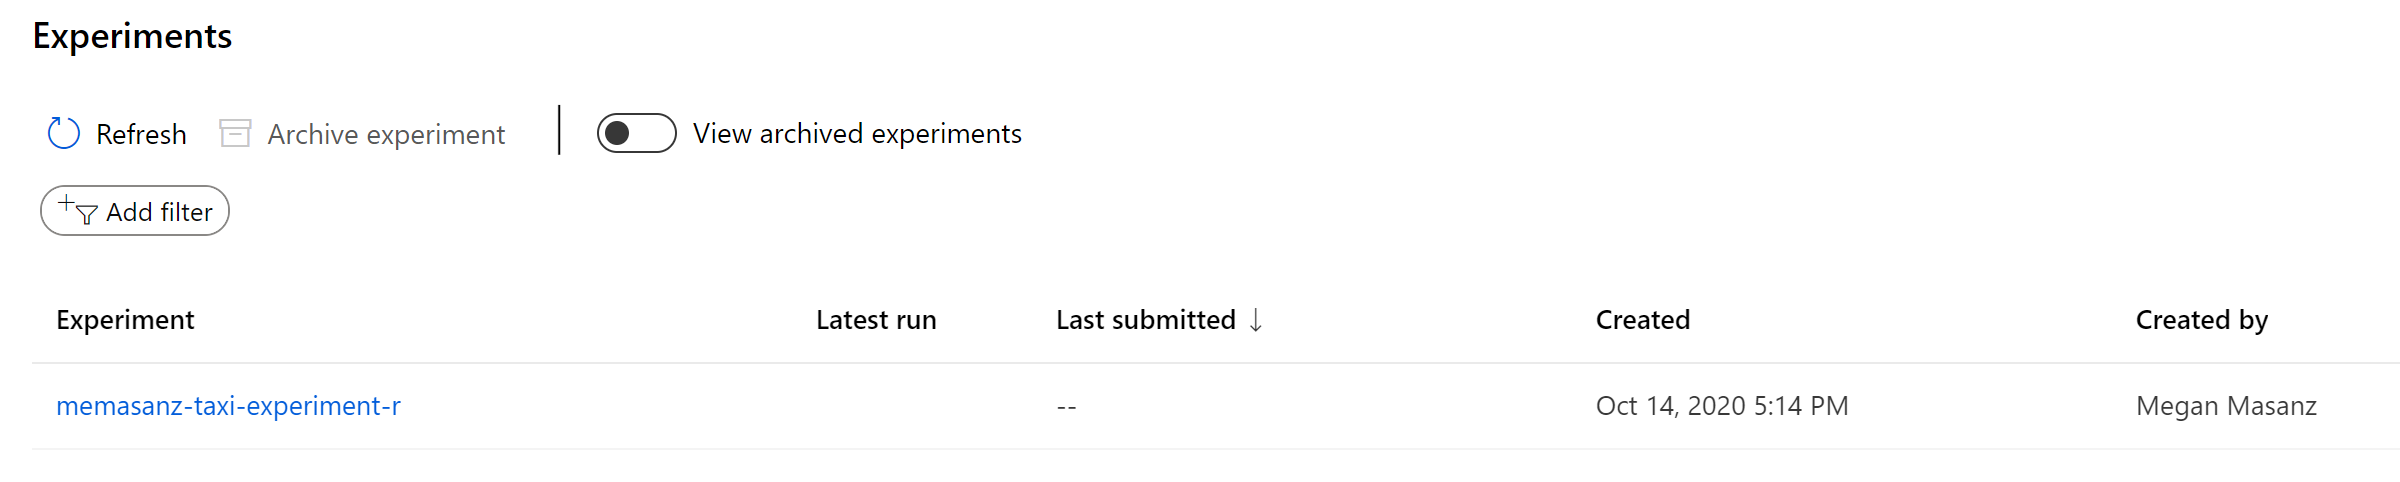 Experiments
Refresh Archive experiment View archived experiments
Add filter
Experiment Latest run Last submitted ↓ Created Created by
memasanz-taxi-experiment-r -- Oct 14, 2020 5:14 PM Megan Masanz